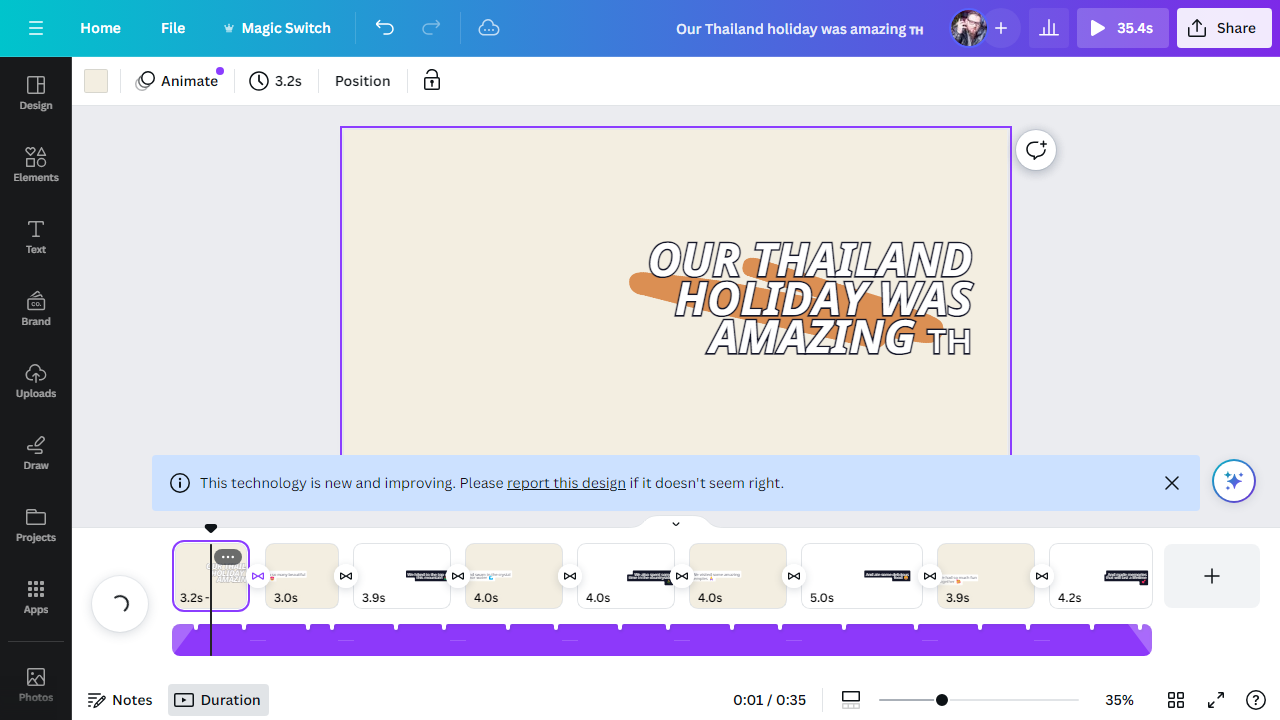 Home
File
Magic Switch
Our Thailand holiday was amazing ᴛʜ
35.4s
Share
Design
Elements
Text
Brand
CO.
Uploads
Draw
Projects
Apps
Photos
Animate
3.2s
Position
OUR THAILAND
HOLIDAY WAS
AMAZING TH
This technology is new and improving. Please report this design if it doesn't seem right.
3.2s
3.0s
3.9s
4.0s
4.0s
4.0s
5.0s
3.9s
4.2s
Notes
Duration
0:01 / 0:35
35%